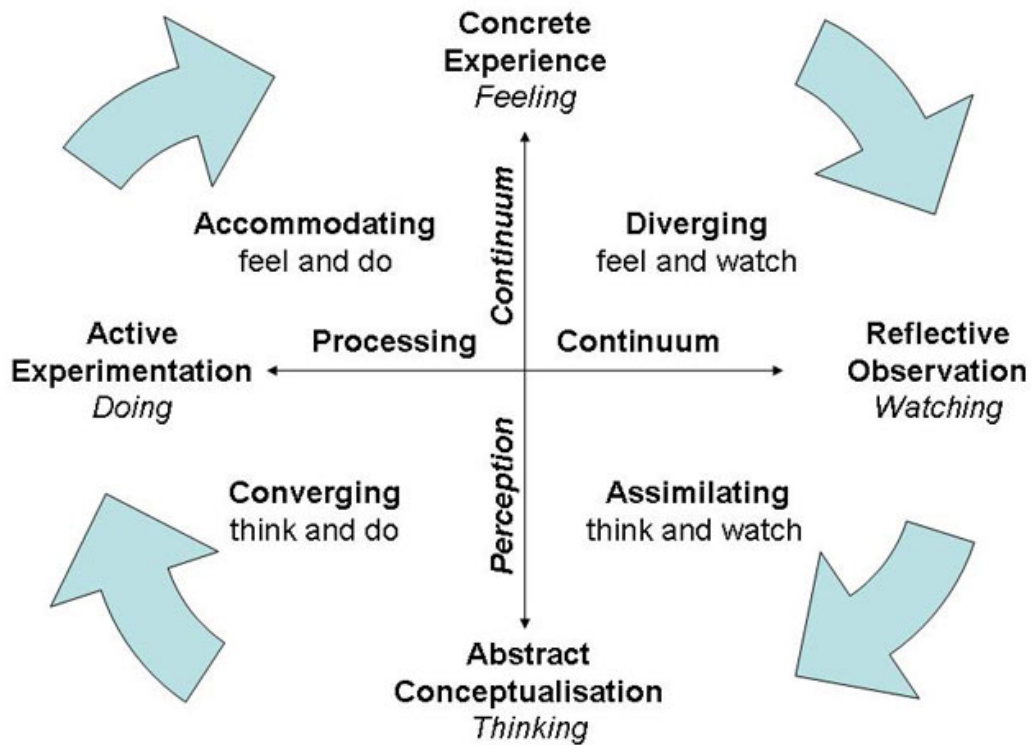 Concrete
Experience
Feeling
Continuum
Accommodating
feel and do
Diverging
feel and watch
Active
Experimentation
Doing
Processing
Continuum
Reflective
Observation
Watching
Perception
Converging
think and do
Assimilating
think and watch
Abstract
Conceptualisation
Thinking